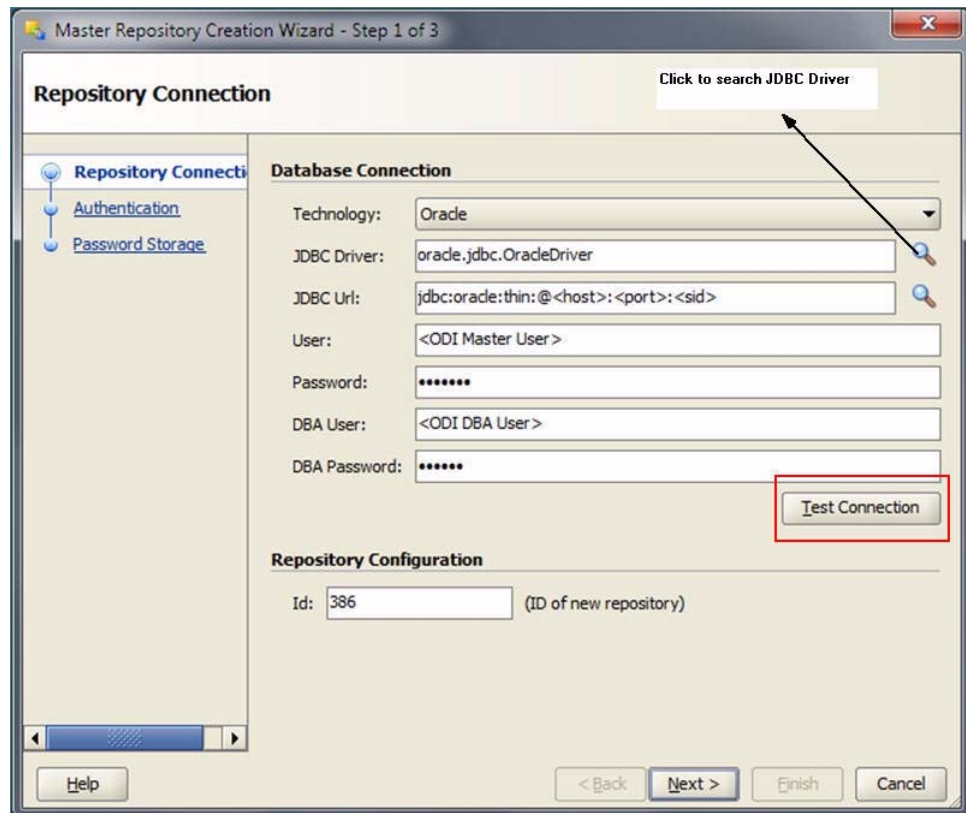 Master Repository Creation Wizard - Step 1 of 3
Repository Connection
Click to search JDBC Driver
Repository Connecti
Authentication
Password Storage
Database Connection
Technology: Oracle
JDBC Driver: oracle.jdbc.OracleDriver
JDBC Url: jdbc:oracle:thin:@<host>:<port>:<sid>
User: <ODI Master User>
Password: •••••••
DBA User: <ODI DBA User>
DBA Password: ••••••
Test Connection
Repository Configuration
Id: 386 (ID of new repository)
Help < Back Next > Finish Cancel